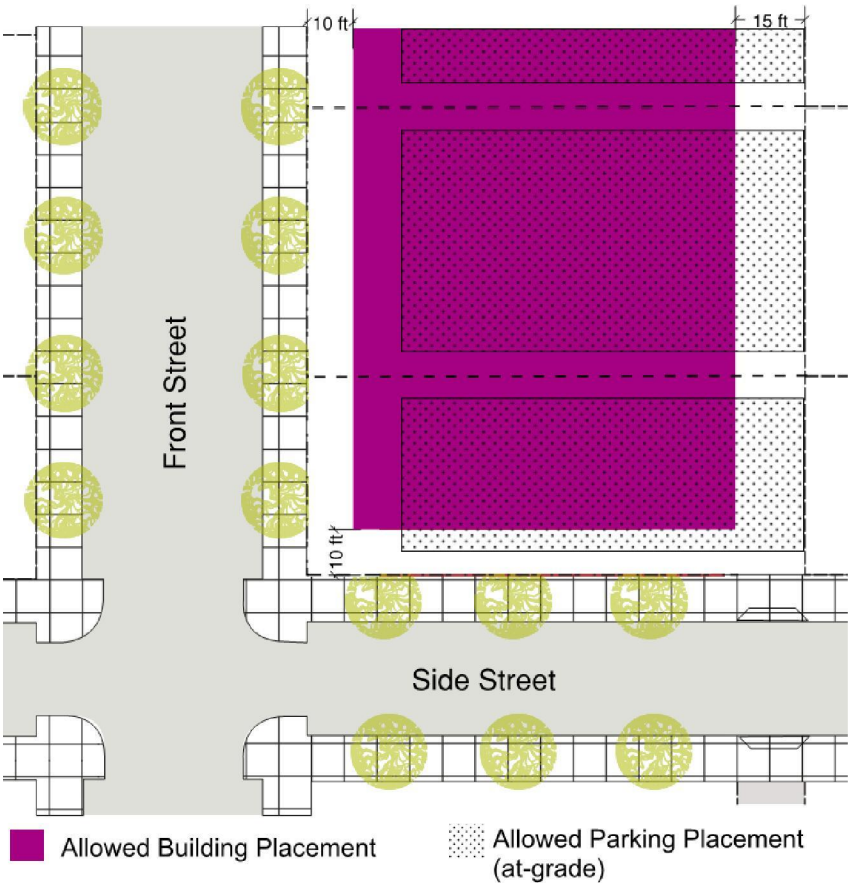 10 ft
15 ft
Front Street
10 ft
Side Street
Allowed Building Placement
Allowed Parking Placement
(at-grade)